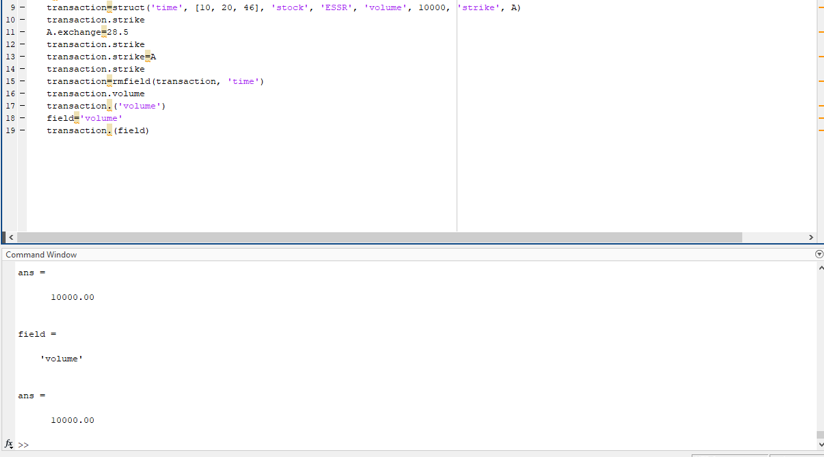 9 – transaction=struct('time', [10, 20, 46], 'stock', 'ESSR', 'volume', 10000, 'strike', A)
10 – transaction.strike
11 – A.exchange=28.5
12 – transaction.strike
13 – transaction.strike=A
14 – transaction.strike
15 – transaction=rmfield(transaction, 'time')
16 – transaction.volume
17 – transaction.('volume')
18 – field='volume'
19 – transaction.(field)
Command Window
ans =
10000.00
field =
'volume'
ans =
10000.00
fx >>